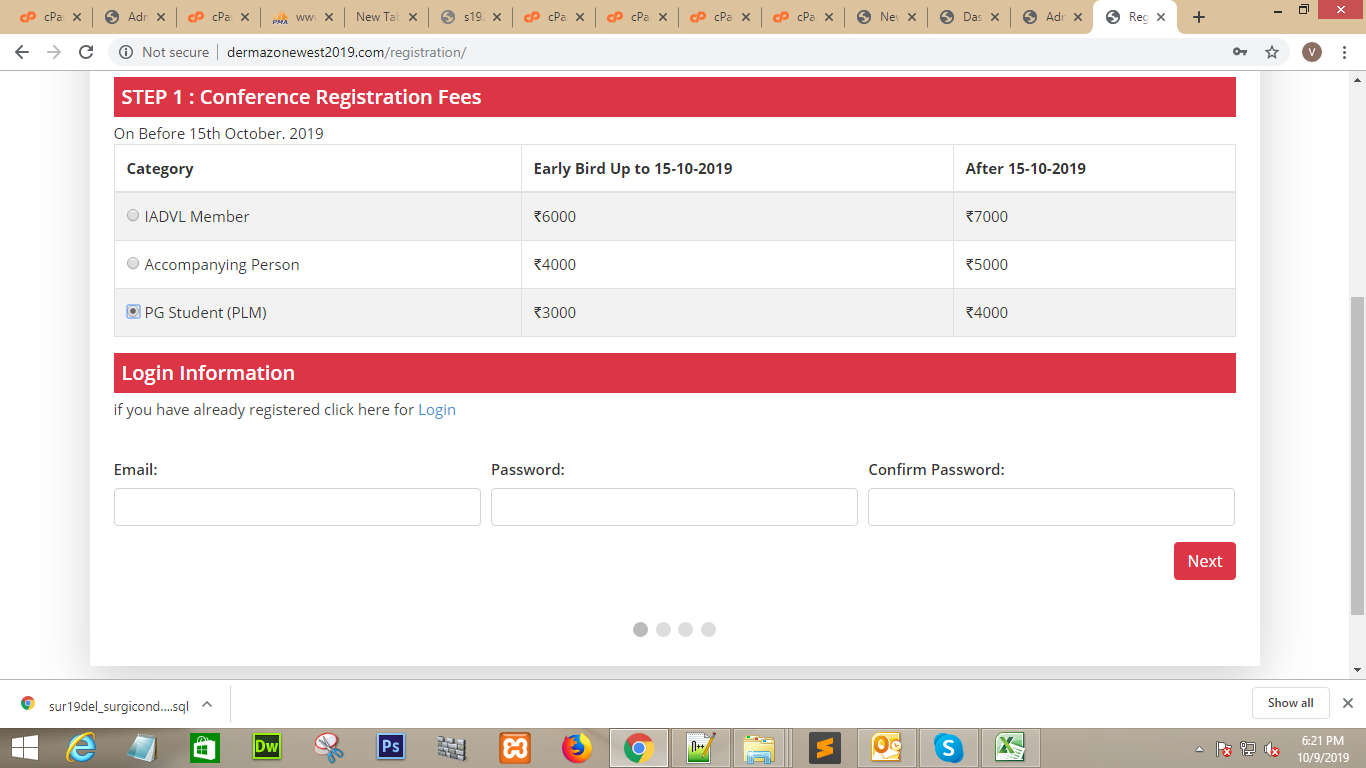 cPa Adr cPa www New Tab s19. cPa cPa cPa cPa Nev Das Adr Reg
Not secure dermazonewest2019.com/registration/ V
STEP 1 : Conference Registration Fees
On Before 15th October. 2019
Category Early Bird Up to 15-10-2019 After 15-10-2019
IADVL Member ₹6000 ₹7000
Accompanying Person ₹4000 ₹5000
PG Student (PLM) ₹3000 ₹4000
Login Information
if you have already registered click here for Login
Email: Password: Confirm Password:
Next
sur19del_surgicond....sql Show all
6:21 PM
10/9/2019